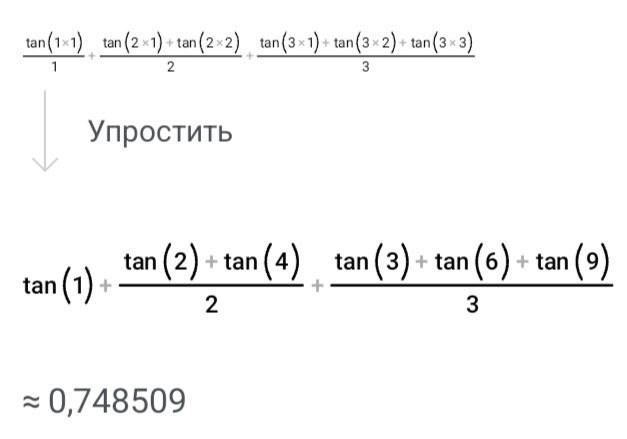 tan(1×1)/1 + (tan(2×1)+tan(2×2))/2 + (tan(3×1)+tan(3×2)+tan(3×3))/3
Упростить
tan(1) + (tan(2)+tan(4))/2 + (tan(3)+tan(6)+tan(9))/3
≈ 0,748509